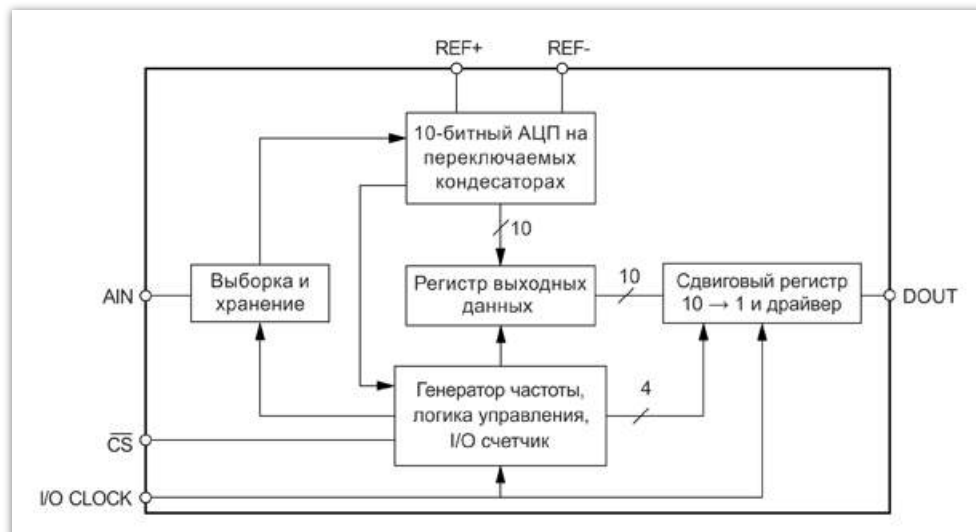 REF+
REF-
10-битный АЦП на
переключаемых
кондесаторах
10
AIN
Выборка и
хранение
Регистр выходных
данных
10
Сдвиговый регистр
10 → 1 и драйвер
DOUT
Генератор частоты,
логика управления,
I/O счетчик
4
CS
I/O CLOCK